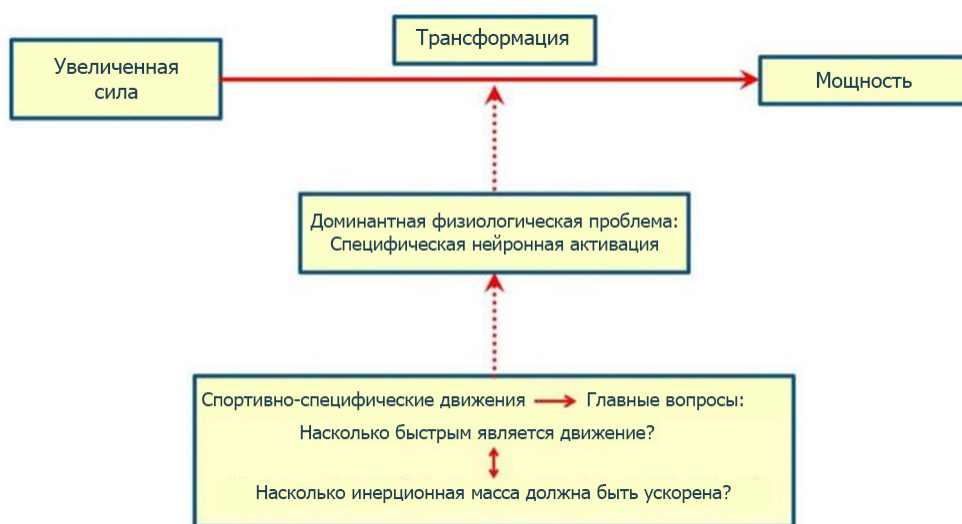 Трансформация
Увеличенная
сила
Мощность
Доминантная физиологическая проблема:
Специфическая нейронная активация
Спортивно-специфические движения Главные вопросы:
Насколько быстрым является движение?
Насколько инерционная масса должна быть ускорена?